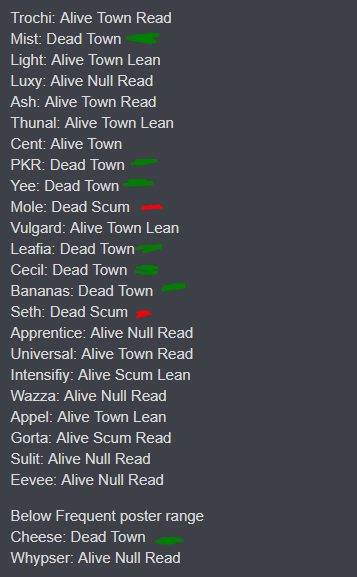 Trochi: Alive Town Read
Mist: Dead Town
Light: Alive Town Lean
Luxy: Alive Null Read
Ash: Alive Town Read
Thunal: Alive Town Lean
Cent: Alive Town
PKR: Dead Town
Yee: Dead Town
Mole: Dead Scum
Vulgard: Alive Town Lean
Leafia: Dead Town
Cecil: Dead Town
Bananas: Dead Town
Seth: Dead Scum
Apprentice: Alive Null Read
Universal: Alive Town Read
Intensifiy: Alive Scum Lean
Wazza: Alive Null Read
Appel: Alive Town Lean
Gorta: Alive Scum Read
Sulit: Alive Null Read
Eevee: Alive Null Read
Below Frequent poster range
Cheese: Dead Town
Whypser: Alive Null Read